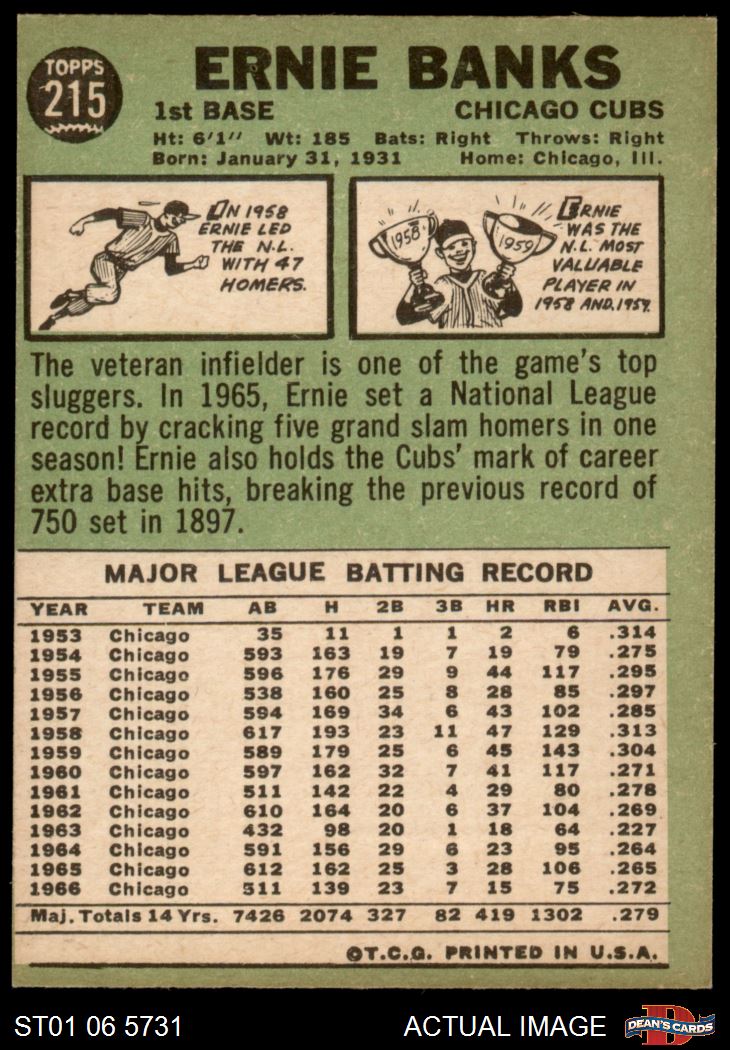 TOPPS
215
ERNIE BANKS
1st BASE CHICAGO CUBS
Ht: 6'1" Wt: 185 Bats: Right Throws: Right
Born: January 31, 1931 Home: Chicago, Ill.
IN 1958
ERNIE LED
THE N.L.
WITH 47
HOMERS.
1958
1959
ERNIE
WAS THE
N.L. MOST
VALUABLE
PLAYER IN
1958 AND 1959.
The veteran infielder is one of the game's top
sluggers. In 1965, Ernie set a National League
record by cracking five grand slam homers in one
season! Ernie also holds the Cubs' mark of career
extra base hits, breaking the previous record of
750 set in 1897.
MAJOR LEAGUE BATTING RECORD
YEAR TEAM AB H 2B 3B HR RBI AVG.
1953 Chicago 35 11 1 1 2 6 .314
1954 Chicago 593 163 19 7 19 79 .275
1955 Chicago 596 176 29 9 44 117 .295
1956 Chicago 538 160 25 8 28 85 .297
1957 Chicago 594 169 34 6 43 102 .285
1958 Chicago 617 193 23 11 47 129 .313
1959 Chicago 589 179 25 6 45 143 .304
1960 Chicago 597 162 32 7 41 117 .271
1961 Chicago 511 142 22 4 29 80 .278
1962 Chicago 610 164 20 6 37 104 .269
1963 Chicago 432 98 20 1 18 64 .227
1964 Chicago 591 156 29 6 23 95 .264
1965 Chicago 612 162 25 3 28 106 .265
1966 Chicago 511 139 23 7 15 75 .272
Maj. Totals 14 Yrs. 7426 2074 327 82 419 1302 .279
©T.C.G. PRINTED IN U.S.A.
ST01 06 5731 ACTUAL IMAGE
D
DEAN'S CARDS